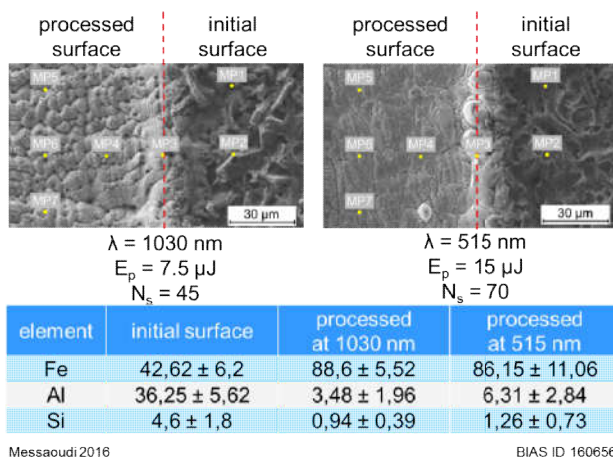 processed surface
initial surface
processed surface
initial surface
MP5
MP1
MP6
MP4
MP3
MP2
MP7
30 µm
MP5
MP1
MP6
MP4
MP3
MP2
MP7
30 µm
λ = 1030 nm
Eₚ = 7.5 µJ
Nₛ = 45
λ = 515 nm
Eₚ = 15 µJ
Nₛ = 70
element initial surface processed at 1030 nm processed at 515 nm
Fe 42,62 ± 6,2 88,6 ± 5,52 86,15 ± 11,06
Al 36,25 ± 5,62 3,48 ± 1,96 6,31 ± 2,84
Si 4,6 ± 1,8 0,94 ± 0,39 1,26 ± 0,73
Messaoudi 2016
BIAS ID 160656